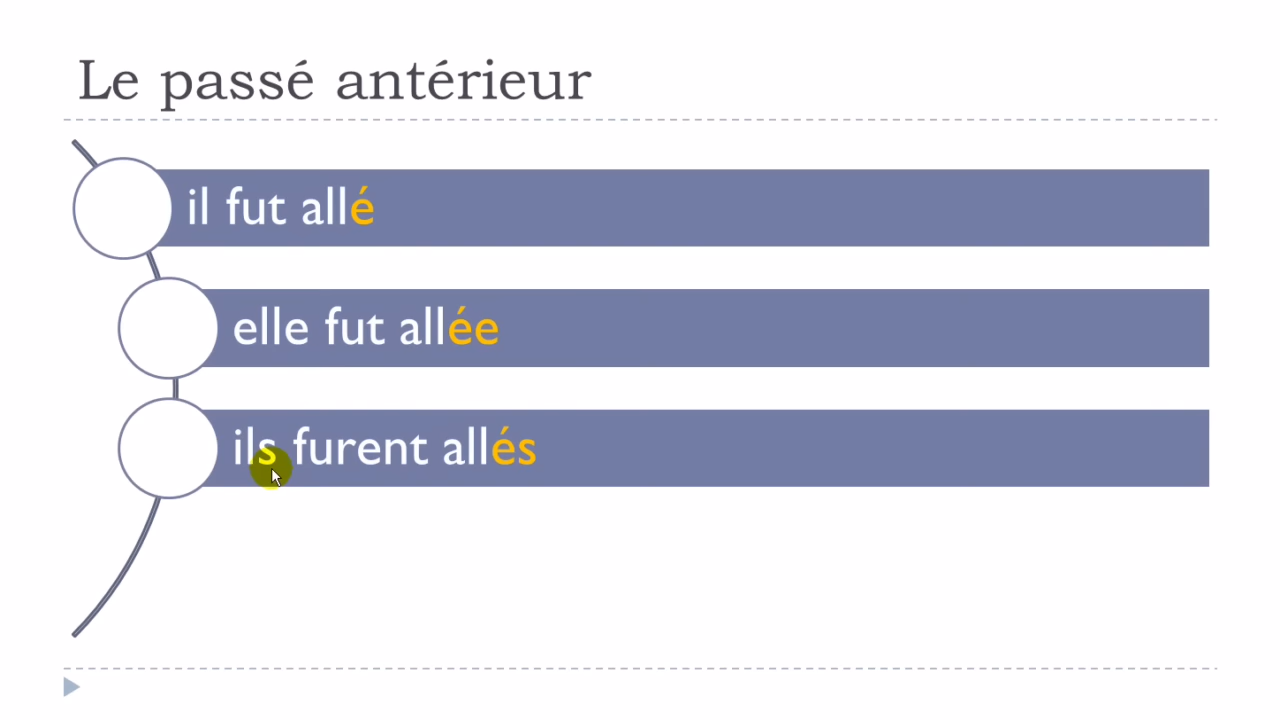 Le passé antérieur
il fut allé
elle fut allée
ils furent allés